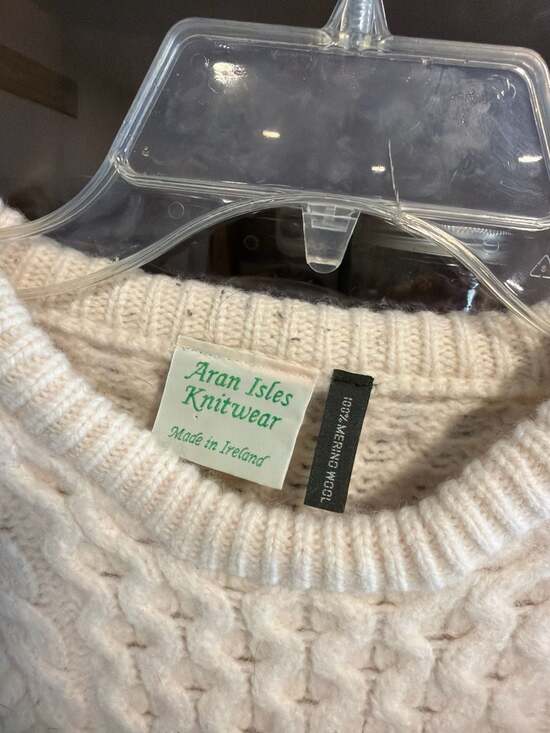 Aran Isles
Knitwear
Made in Ireland
100% MERINO WOOL